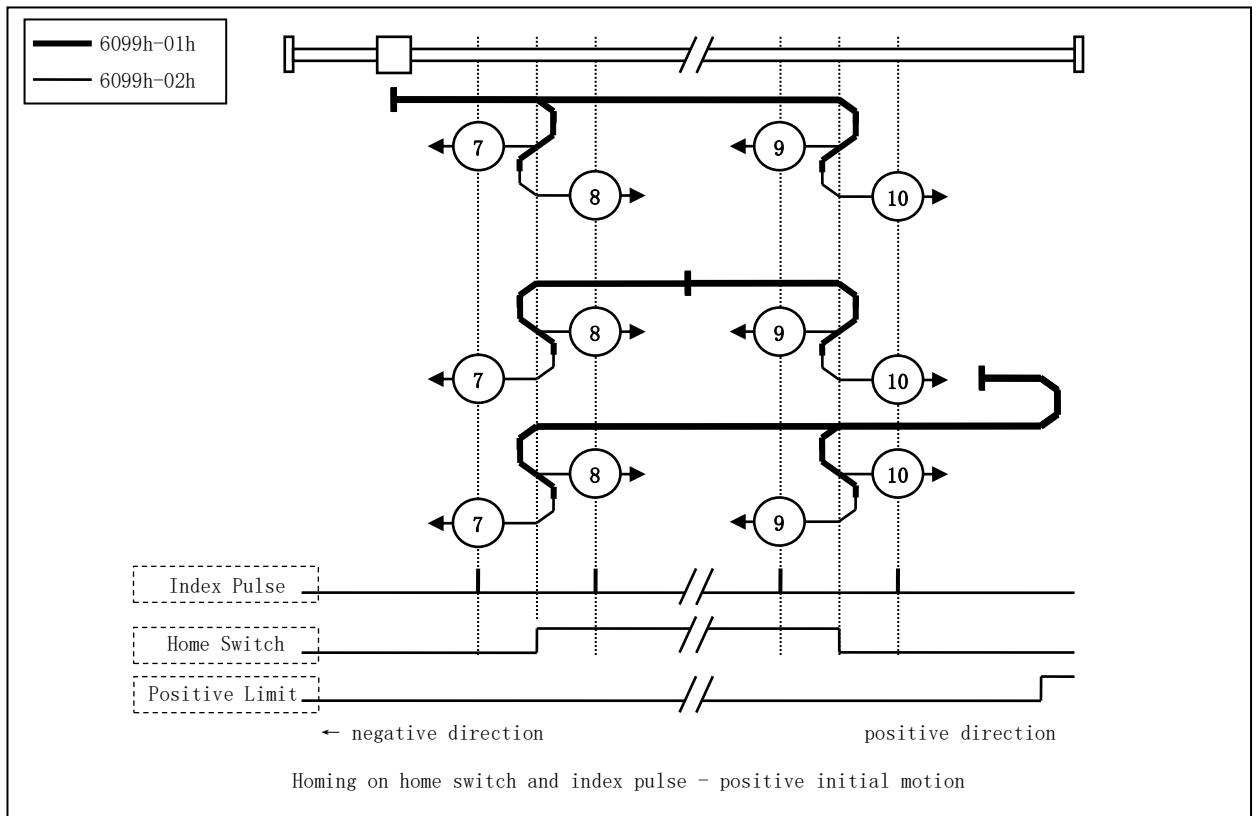 6099h-01h
6099h-02h
7
9
8
10
8
9
7
10
8
10
7
9
Index Pulse
Home Switch
Positive Limit
← negative direction
positive direction
Homing on home switch and index pulse - positive initial motion